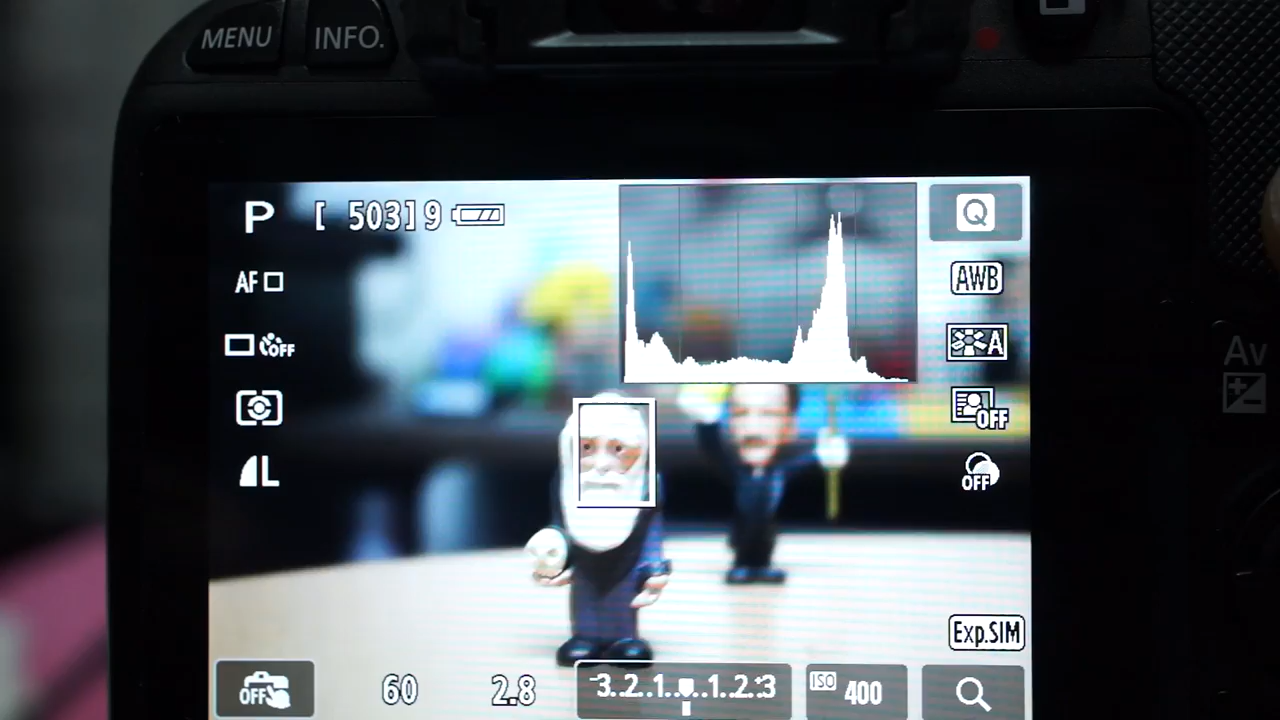 MENU INFO.
P [ 503] 9
Q
AF
AWB
OFF
A
OFF
L
OFF
Av
Exp.SIM
OFF 60 2.8 -3.2.1...1.2.:3 ISO 400